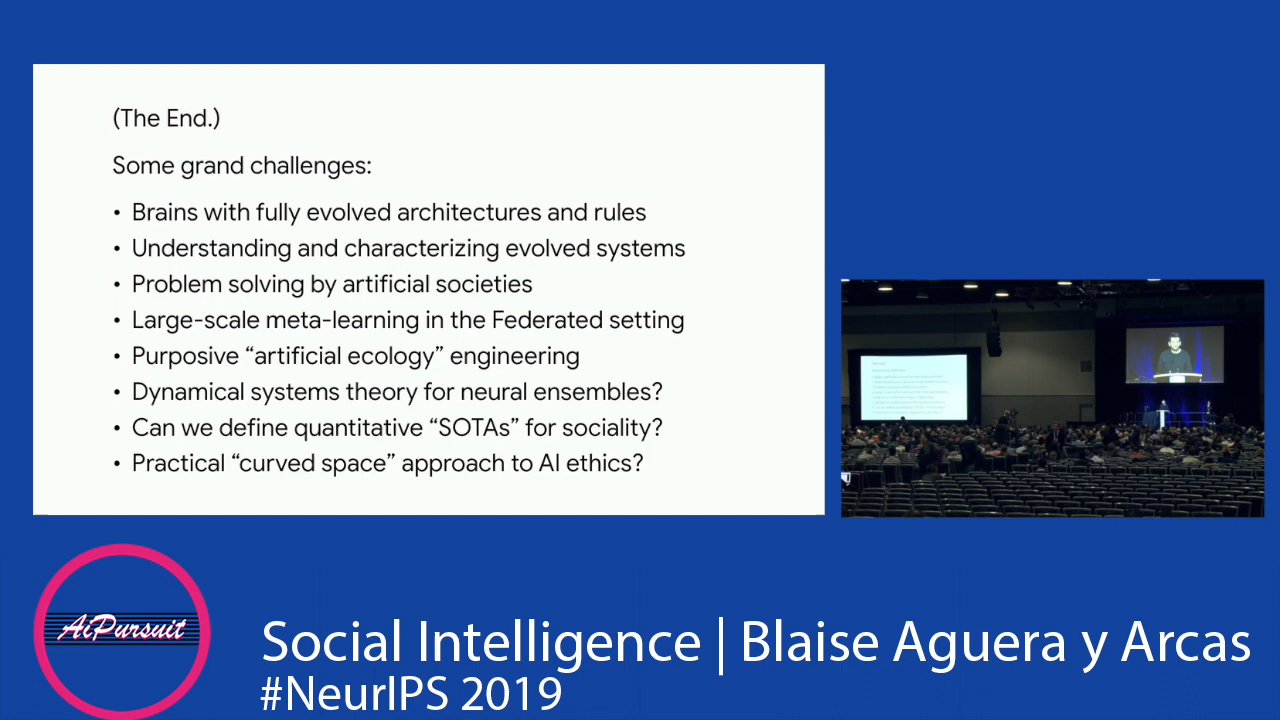 (The End.)
Some grand challenges:
• Brains with fully evolved architectures and rules
• Understanding and characterizing evolved systems
• Problem solving by artificial societies
• Large-scale meta-learning in the Federated setting
• Purposive “artificial ecology” engineering
• Dynamical systems theory for neural ensembles?
• Can we define quantitative “SOTAs” for sociality?
• Practical “curved space” approach to AI ethics?
AiPursuit
Social Intelligence | Blaise Aguera y Arcas
#NeurIPS 2019